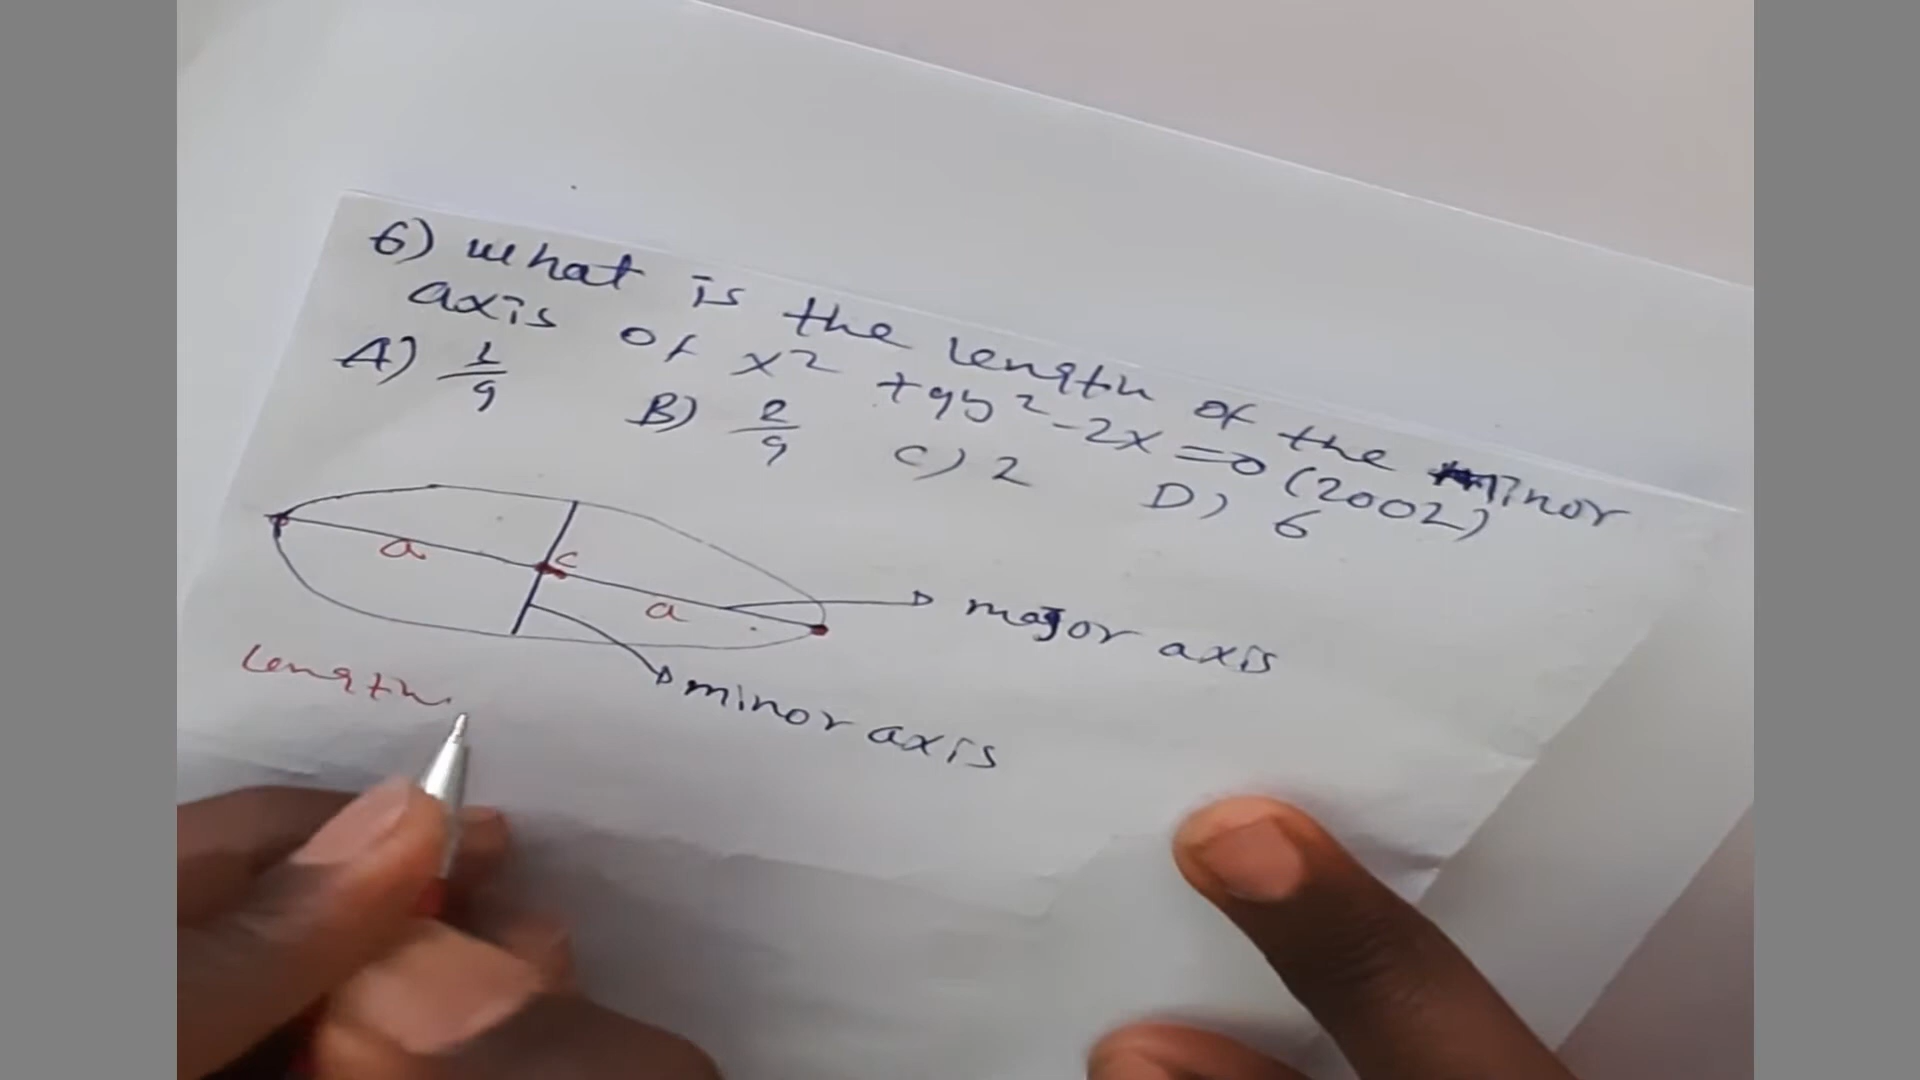 6) what is the length of the minor
axis of x² + 9y² - 2x = 0 (2002)
A) 1/9 B) 2/9 C) 2 D) 6
a c a
major axis
minor axis
Length